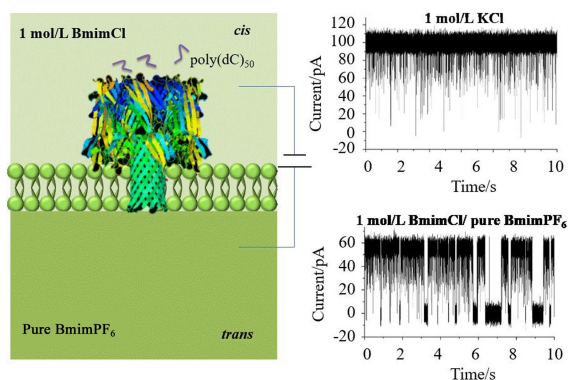 1 mol/L BmimCl
cis
poly(dC)50
Pure BmimPF6
trans
1 mol/L KCl
Current/pA
120
100
80
60
40
20
0
-20
0 2 4 6 8 10
Time/s
1 mol/L BmimCl/ pure BmimPF6
Current/pA
60
40
20
0
-20
0 2 4 6 8 10
Time/s